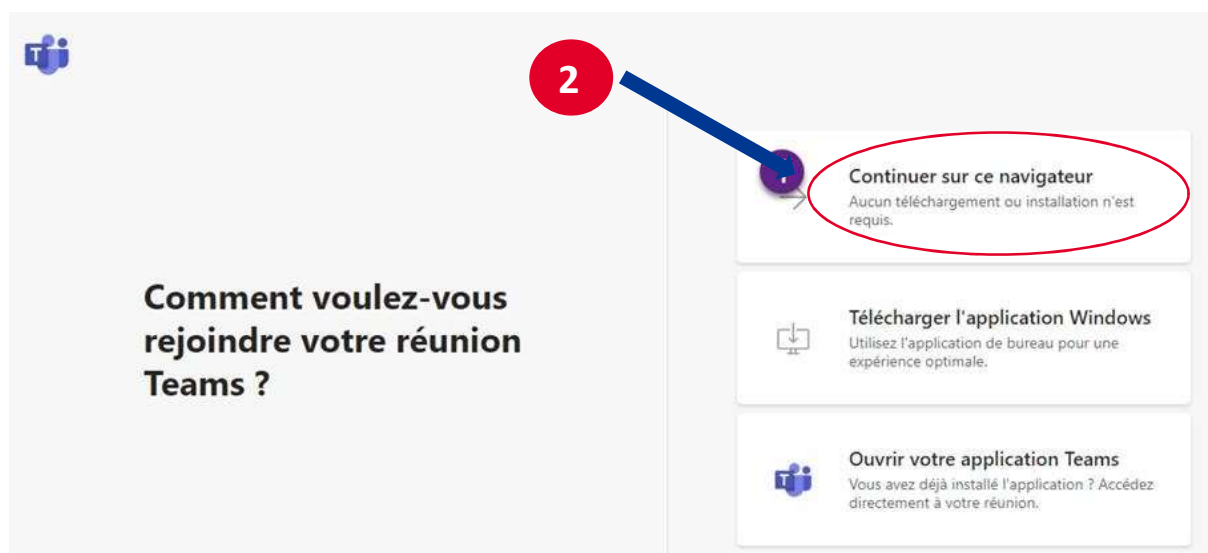 2
Continuer sur ce navigateur
Aucun téléchargement ou installation n'est
requis.
Comment voulez-vous
rejoindre votre réunion
Teams ?
Télécharger l'application Windows
Utilisez l'application de bureau pour une
expérience optimale.
Ouvrir votre application Teams
Vous avez déjà installé l'application ? Accédez
directement à votre réunion.